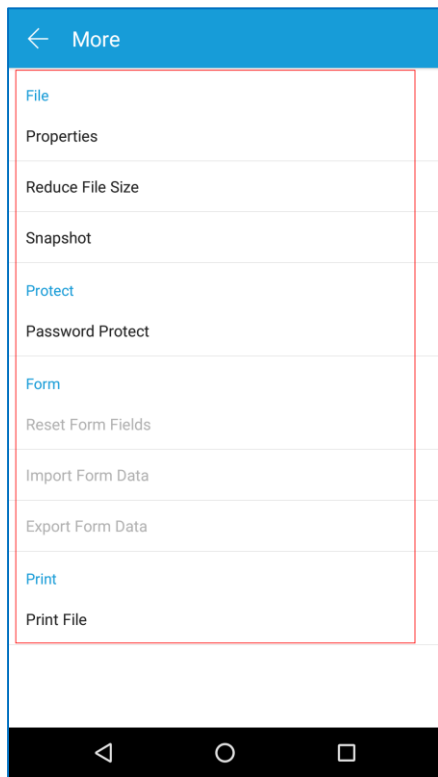 More
File
Properties
Reduce File Size
Snapshot
Protect
Password Protect
Form
Reset Form Fields
Import Form Data
Export Form Data
Print
Print File